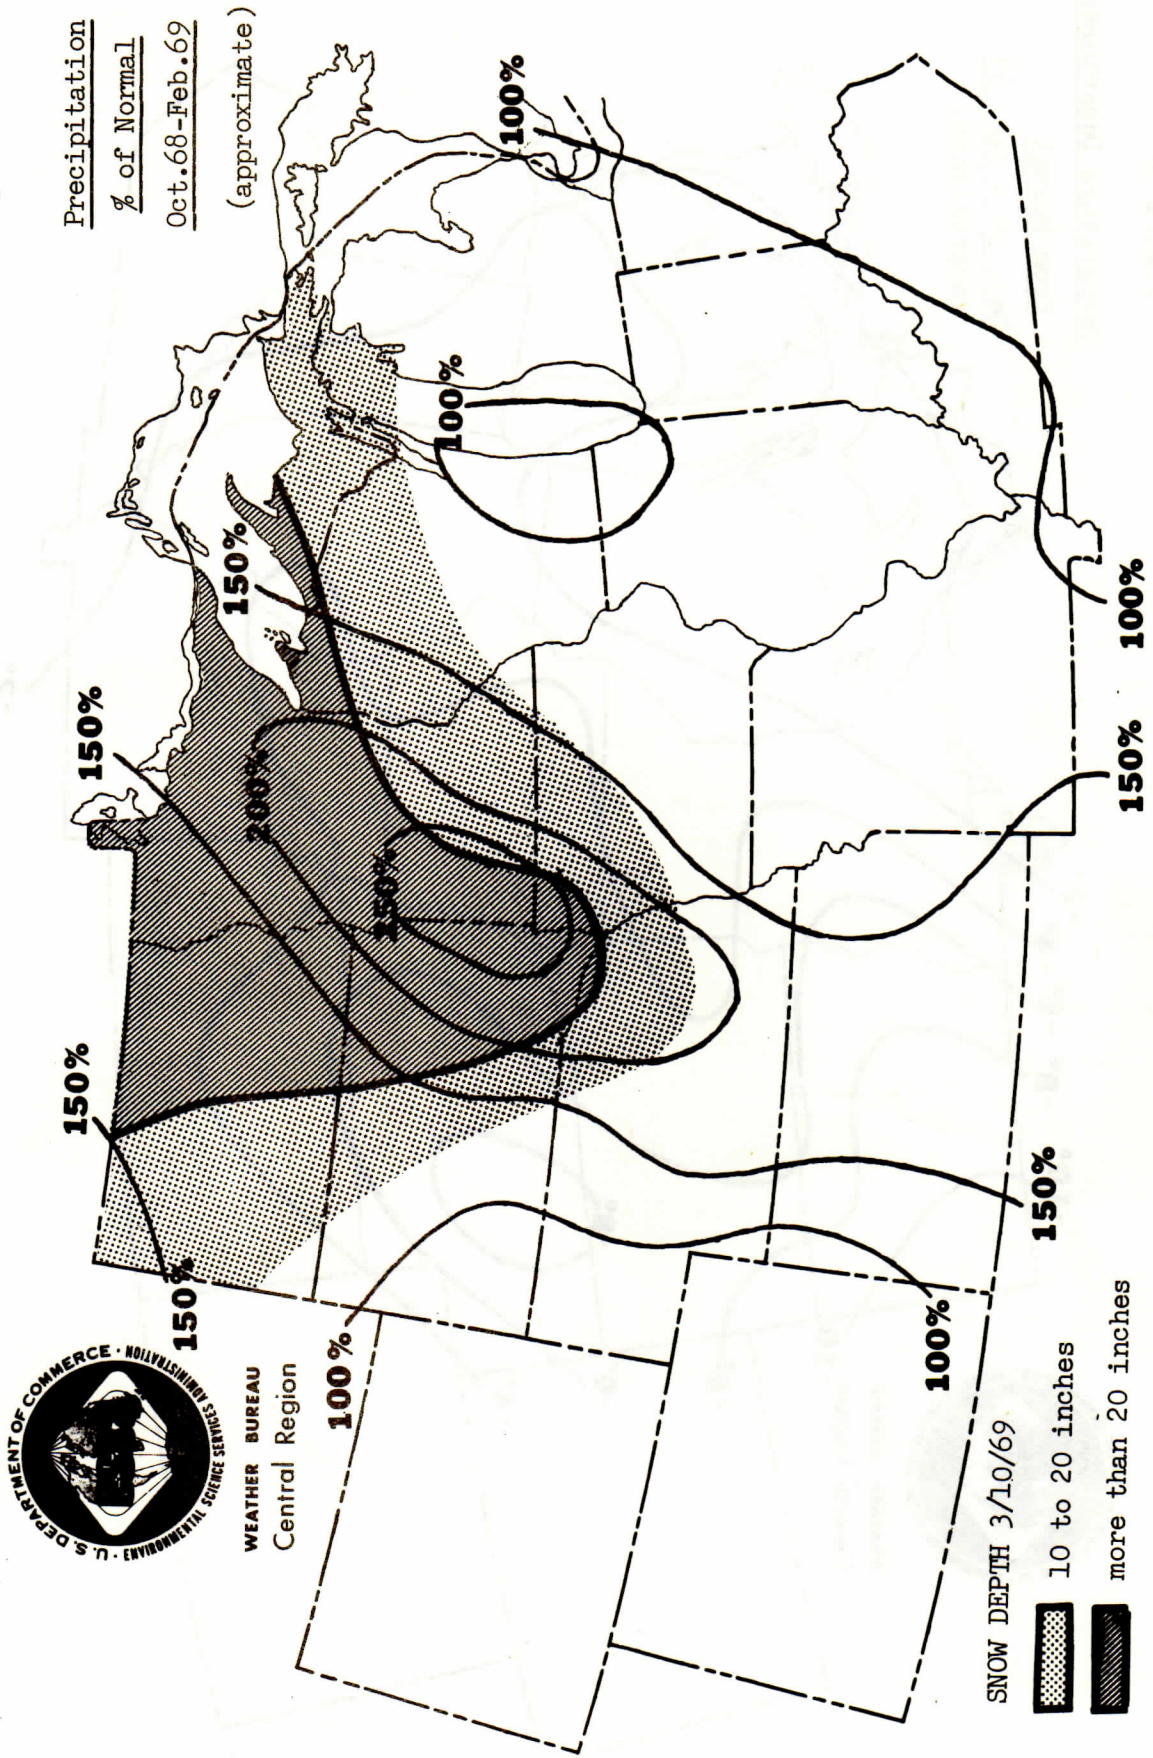 U.S. DEPARTMENT OF COMMERCE
ENVIRONMENTAL SCIENCE SERVICES ADMINISTRATION
WEATHER BUREAU
Central Region
Precipitation
% of Normal
Oct.68-Feb.69
(approximate)
150%
150%
150%
150%
200%
250%
100%
100%
100%
100%
150%
150%
100%
SNOW DEPTH 3/10/69
10 to 20 inches
more than 20 inches